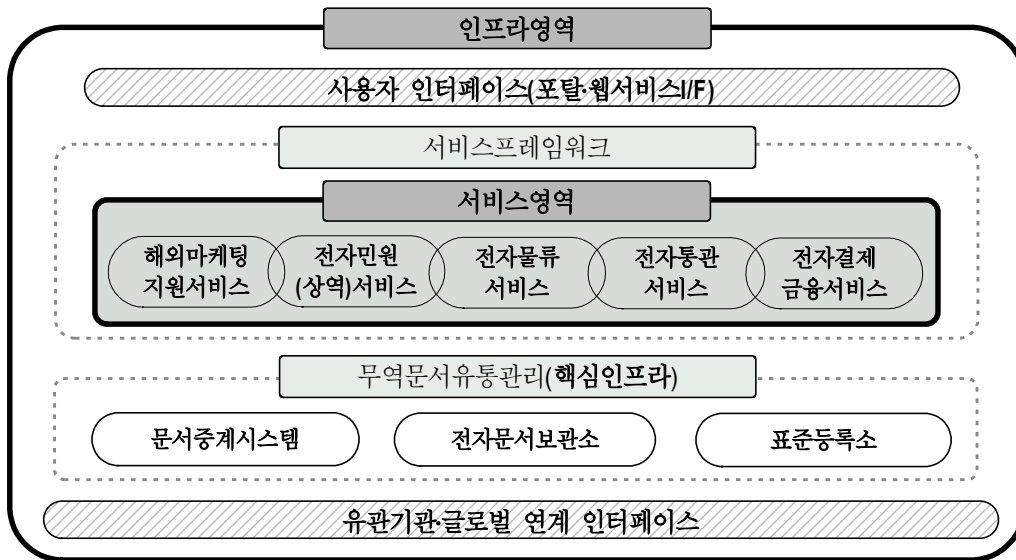 인프라영역
사용자 인터페이스(포탈·웹서비스I/F)
서비스프레임워크
서비스영역
해외마케팅
지원서비스
전자민원
(상역)서비스
전자물류
서비스
전자통관
서비스
전자결제
금융서비스
무역문서유통관리(핵심인프라)
문서중계시스템
전자문서보관소
표준등록소
유관기관·글로벌 연계 인터페이스